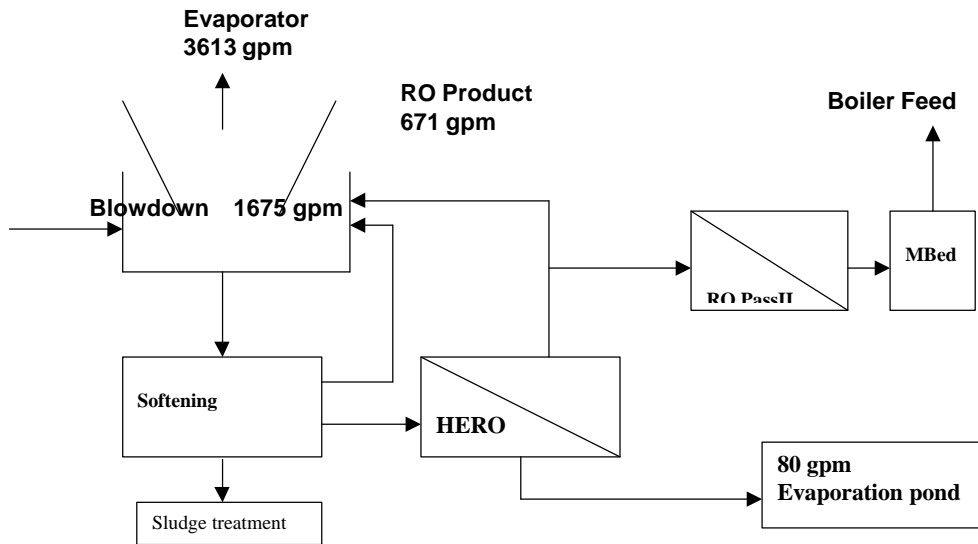 Evaporator
3613 gpm
RO Product
671 gpm
Boiler Feed
Blowdown 1675 gpm
MBed
RO PassII
Softening
HERO
80 gpm
Evaporation pond
Sludge treatment